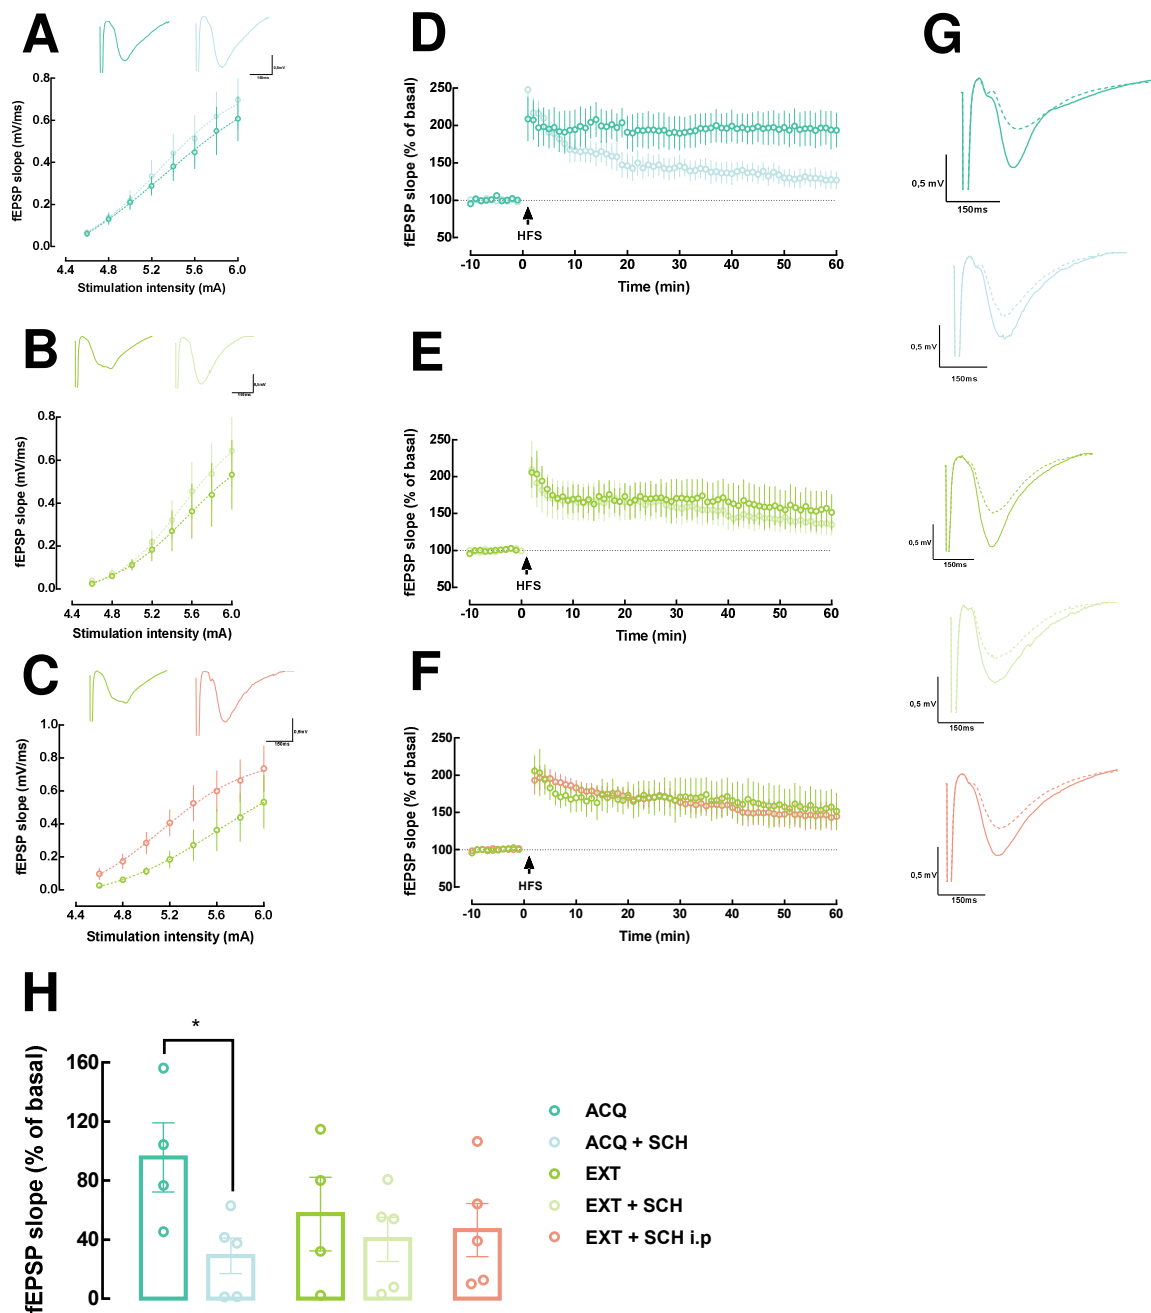 A
0,5mV
150ms
0.8
0.6
0.4
0.2
0.0
fEPSP slope (mV/ms)
4.4 4.8 5.2 5.6 6.0
Stimulation intensity (mA)
D
250
200
150
100
50
fEPSP slope (% of basal)
HFS
-10 0 10 20 30 40 50 60
Time (min)
G
0,5 mV
150ms
0,5 mV
150ms
0,5 mV
150ms
0,5 mV
150ms
0,5 mV
150ms
B
0,5mV
150ms
0.8
0.6
0.4
0.2
0.0
fEPSP slope (mV/ms)
4.4 4.8 5.2 5.6 6.0
Stimulation intensity (mA)
E
250
200
150
100
50
fEPSP slope (% of basal)
HFS
-10 0 10 20 30 40 50 60
Time (min)
C
0,5mV
150ms
1.0
0.8
0.6
0.4
0.2
0.0
fEPSP slope (mV/ms)
4.4 4.8 5.2 5.6 6.0
Stimulation intensity (mA)
F
250
200
150
100
50
fEPSP slope (% of basal)
HFS
-10 0 10 20 30 40 50 60
Time (min)
H
*
160
120
80
40
0
fEPSP slope (% of basal)
ACQ
ACQ + SCH
EXT
EXT + SCH
EXT + SCH i.p